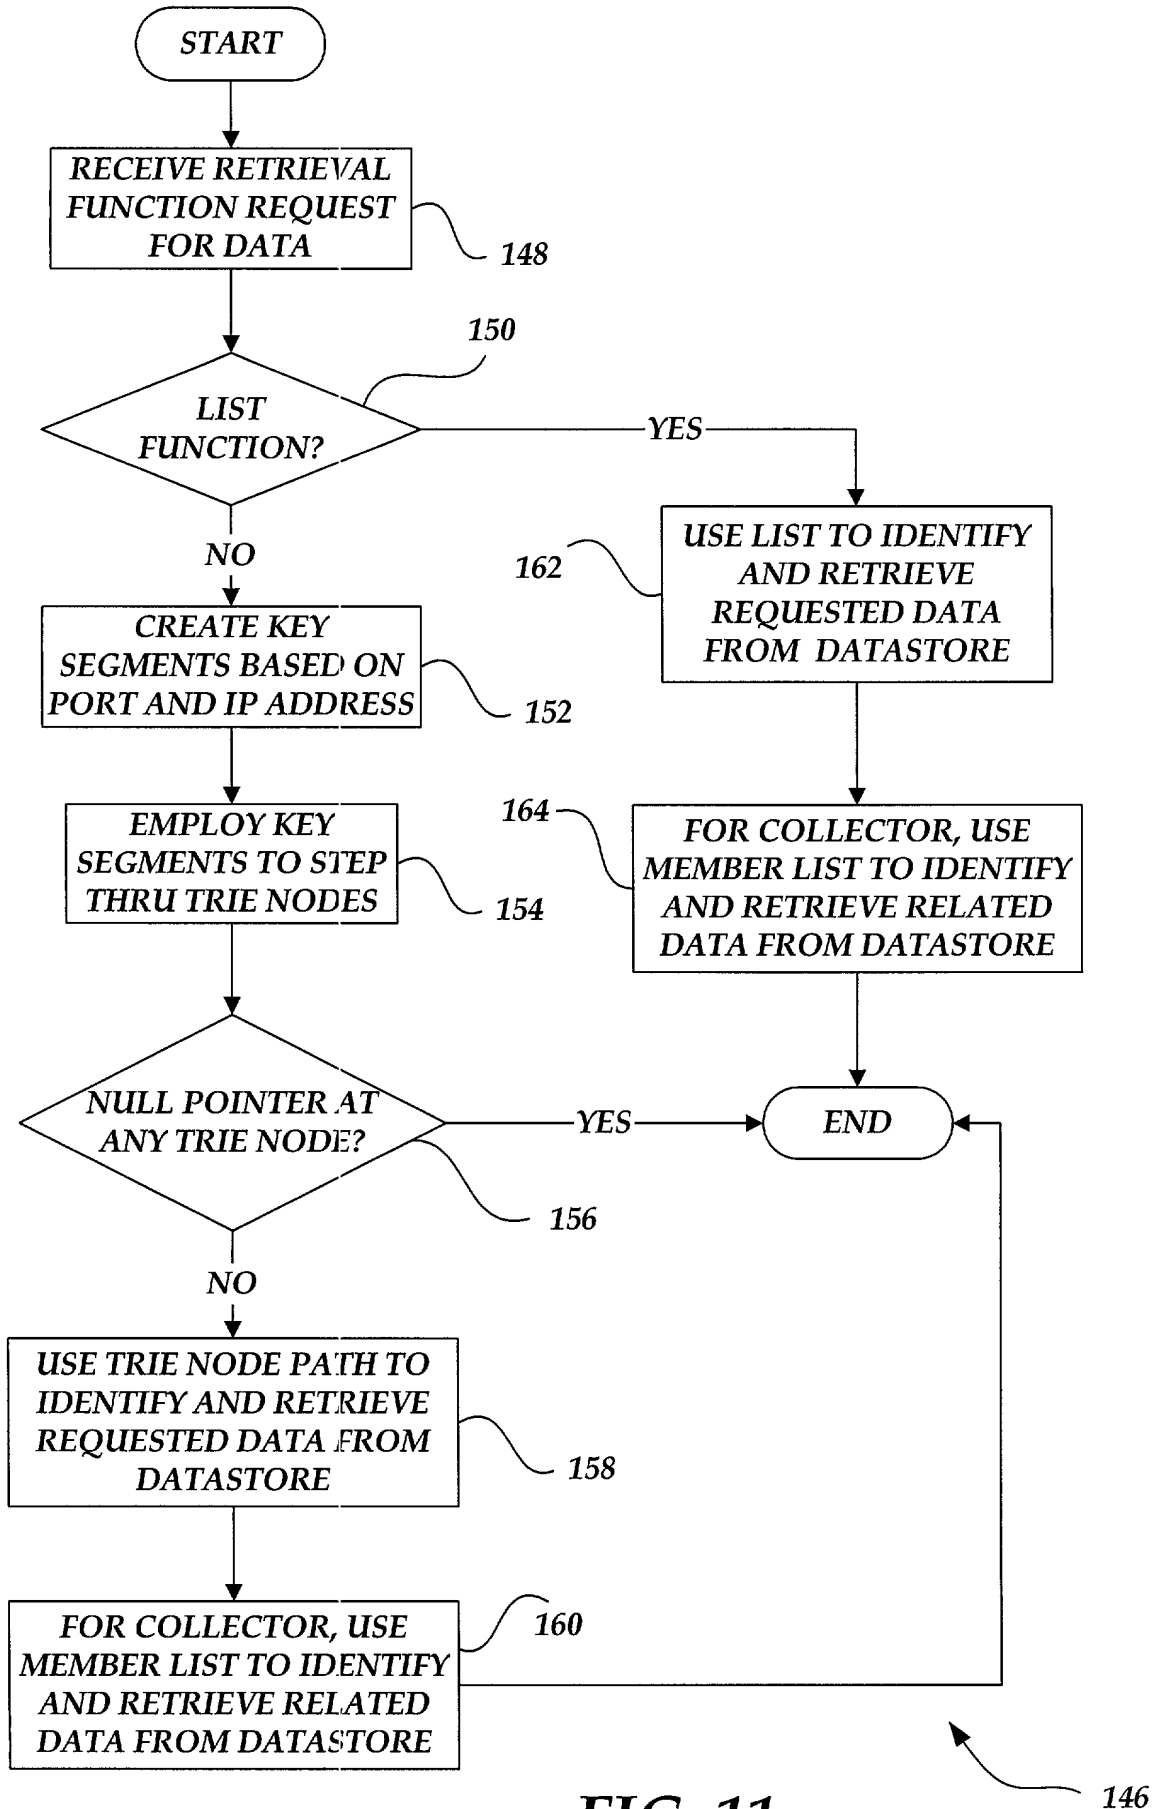 START
RECEIVE RETRIEVAL
FUNCTION REQUEST
FOR DATA
148
150
LIST
FUNCTION?
YES
NO
USE LIST TO IDENTIFY
AND RETRIEVE
REQUESTED DATA
FROM DATASTORE
162
CREATE KEY
SEGMENTS BASED ON
PORT AND IP ADDRESS
152
EMPLOY KEY
SEGMENTS TO STEP
THRU TRIE NODES
154
164
FOR COLLECTOR, USE
MEMBER LIST TO IDENTIFY
AND RETRIEVE RELATED
DATA FROM DATASTORE
NULL POINTER AT
ANY TRIE NODE?
YES
END
156
NO
USE TRIE NODE PATH TO
IDENTIFY AND RETRIEVE
REQUESTED DATA FROM
DATASTORE
158
FOR COLLECTOR, USE
MEMBER LIST TO IDENTIFY
AND RETRIEVE RELATED
DATA FROM DATASTORE
160
146
FIG. 11